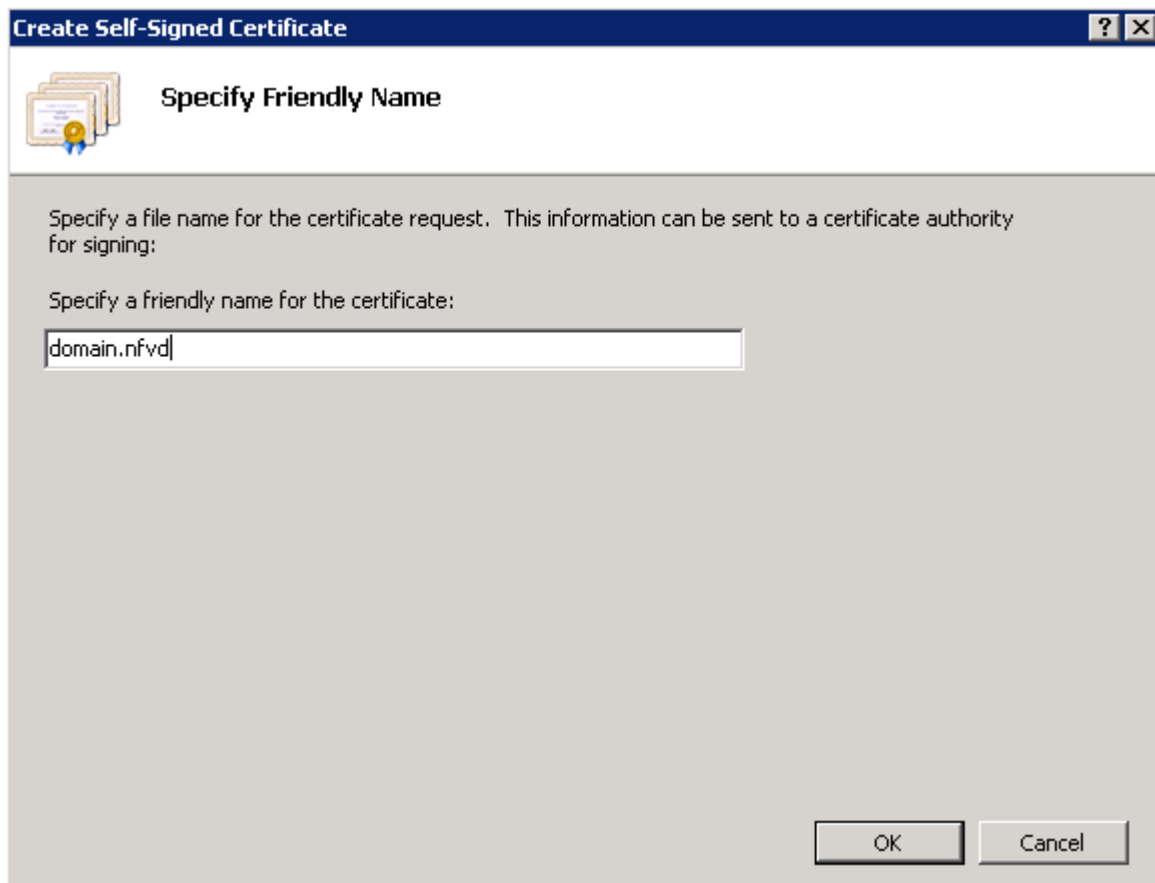 Create Self-Signed Certificate
Specify Friendly Name
Specify a file name for the certificate request.  This information can be sent to a certificate authority
for signing:
Specify a friendly name for the certificate:
domain.nfvd
OK
Cancel